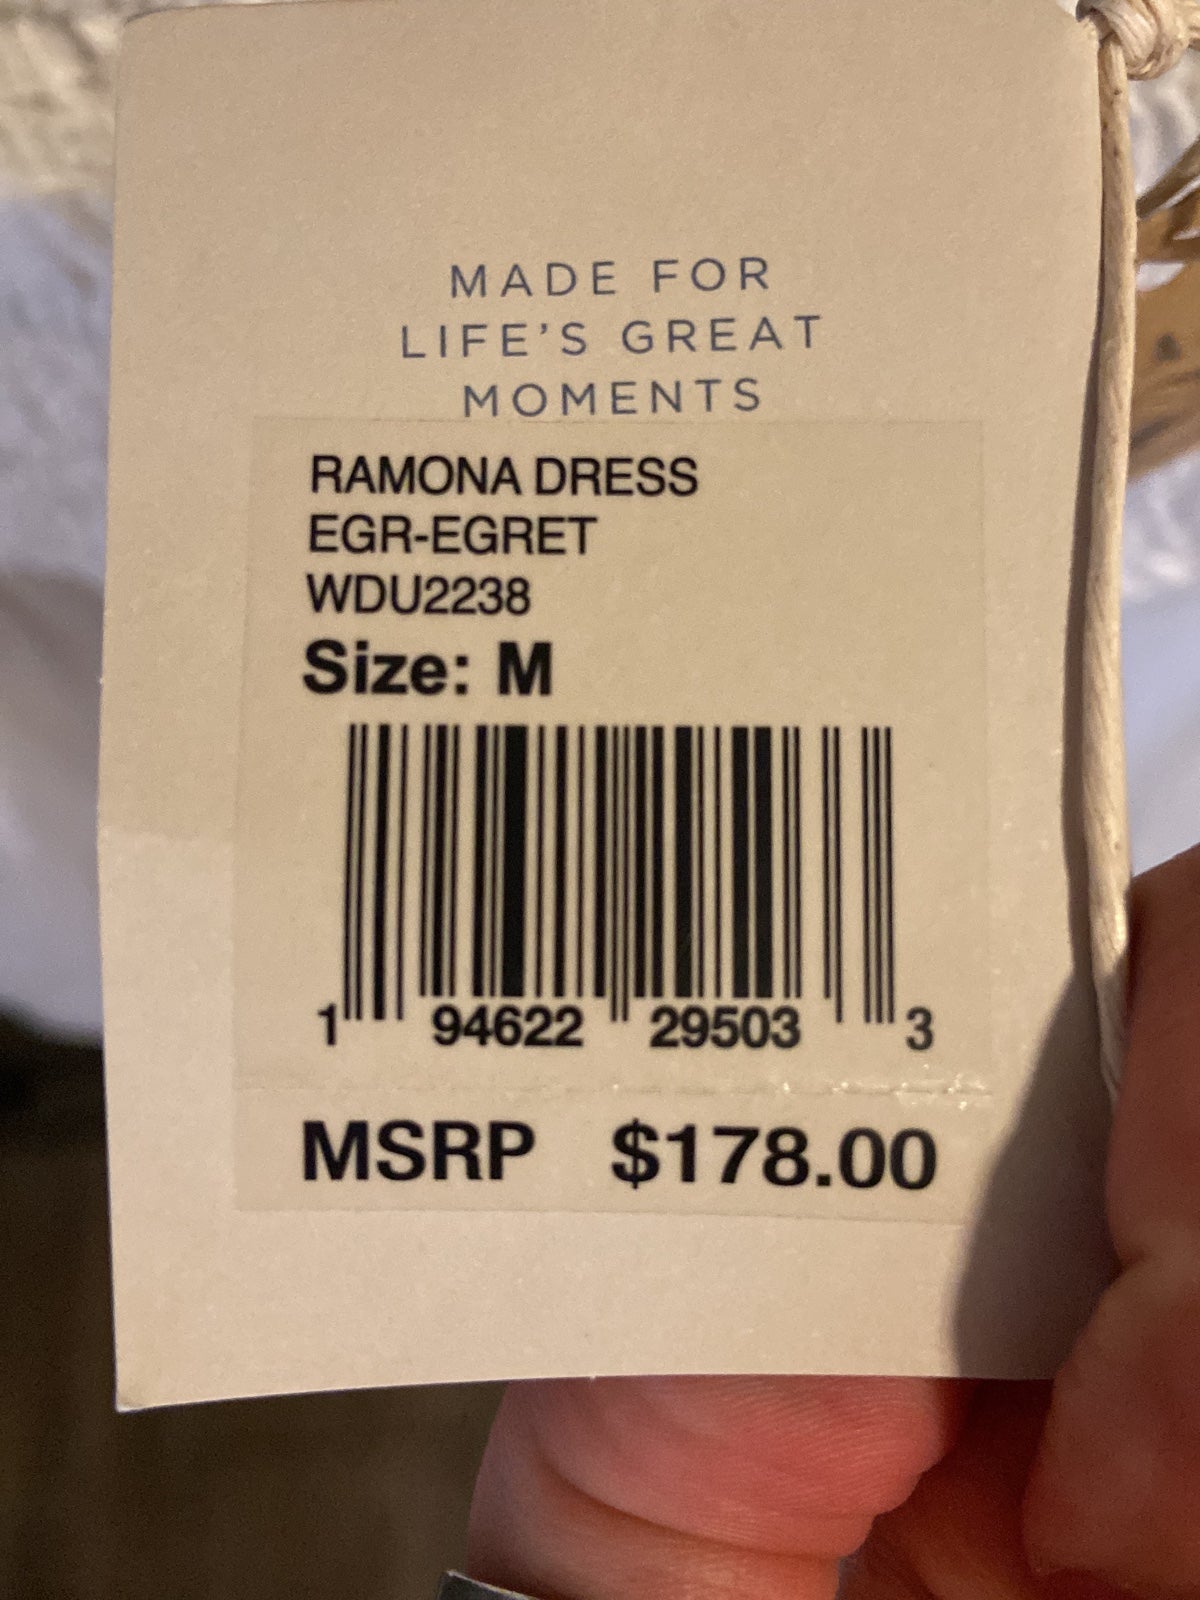 MADE FOR
LIFE'S GREAT
MOMENTS
RAMONA DRESS
EGR-EGRET
WDU2238
Size: M
1 94622 29503 3
MSRP $178.00